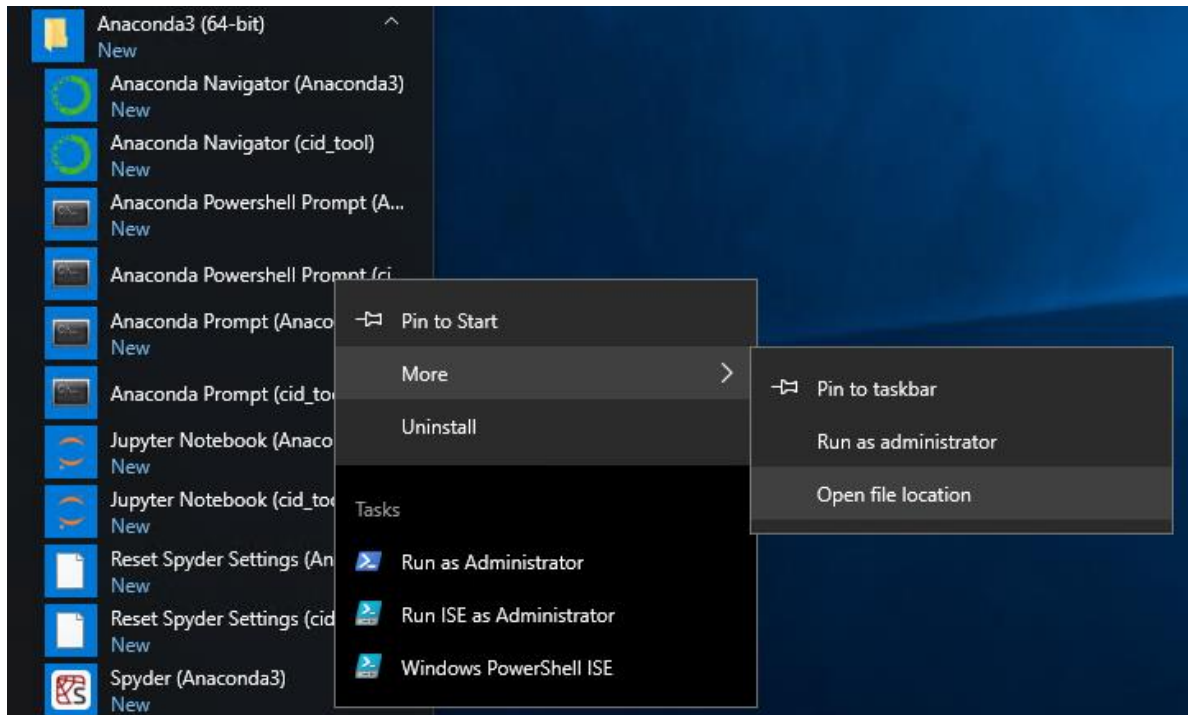 Anaconda3 (64-bit)
New
Anaconda Navigator (Anaconda3)
New
Anaconda Navigator (cid_tool)
New
Anaconda Powershell Prompt (A...
New
Anaconda Powershell Prompt (ci
Anaconda Prompt (Anaco
New
Anaconda Prompt (cid_to
Jupyter Notebook (Anaco
New
Jupyter Notebook (cid_too
New
Reset Spyder Settings (An
New
Reset Spyder Settings (cid
New
Spyder (Anaconda3)
New
Pin to Start
More
Uninstall
Tasks
Run as Administrator
Run ISE as Administrator
Windows PowerShell ISE
Pin to taskbar
Run as administrator
Open file location